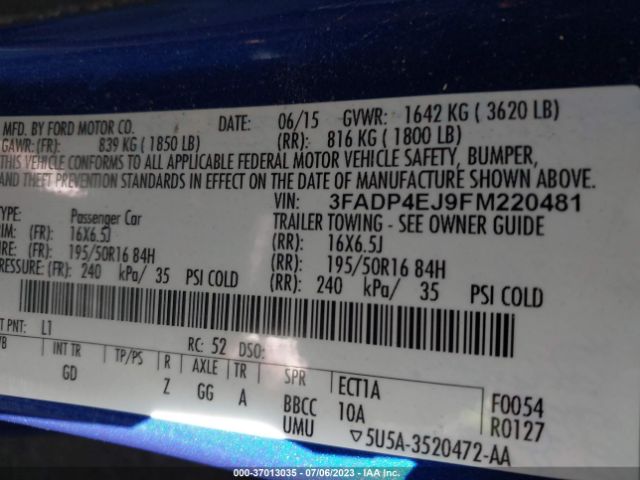 MFD. BY FORD MOTOR CO.
DATE: 06/15 GVWR: 1642 KG ( 3620 LB)
GAWR:(FR): 839 KG ( 1850 LB) (RR): 816 KG ( 1800 LB)
THIS VEHICLE CONFORMS TO ALL APPLICABLE FEDERAL MOTOR VEHICLE SAFETY, BUMPER,
AND THEFT PREVENTION STANDARDS IN EFFECT ON THE DATE OF MANUFACTURE SHOWN ABOVE.
VIN: 3FADP4EJ9FM220481
TYPE: Passenger Car TRAILER TOWING - SEE OWNER GUIDE
RIM: (FR): 16X6.5J (RR): 16X6.5J
IRE: (FR): 195/50R16 84H (RR): 195/50R16 84H
PRESSURE: (FR): 240 kPa/ 35 PSI COLD (RR): 240 kPa/ 35 PSI COLD
T PNT: L1 RC: 52 DSO:
WB INT TR TP/PS R AXLE TR SPR ECT1A F0054
GD Z GG A BBCC 10A R0127
UMU ▽5U5A-3520472-AA
© IAA - 37013035 - 07/06/2023 - IAAI.COM